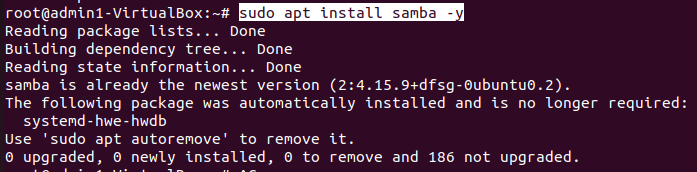 root@admin1-VirtualBox:~# sudo apt install samba -y
Reading package lists... Done
Building dependency tree... Done
Reading state information... Done
samba is already the newest version (2:4.15.9+dfsg-0ubuntu0.2).
The following package was automatically installed and is no longer required:
  systemd-hwe-hwdb
Use 'sudo apt autoremove' to remove it.
0 upgraded, 0 newly installed, 0 to remove and 186 not upgraded.